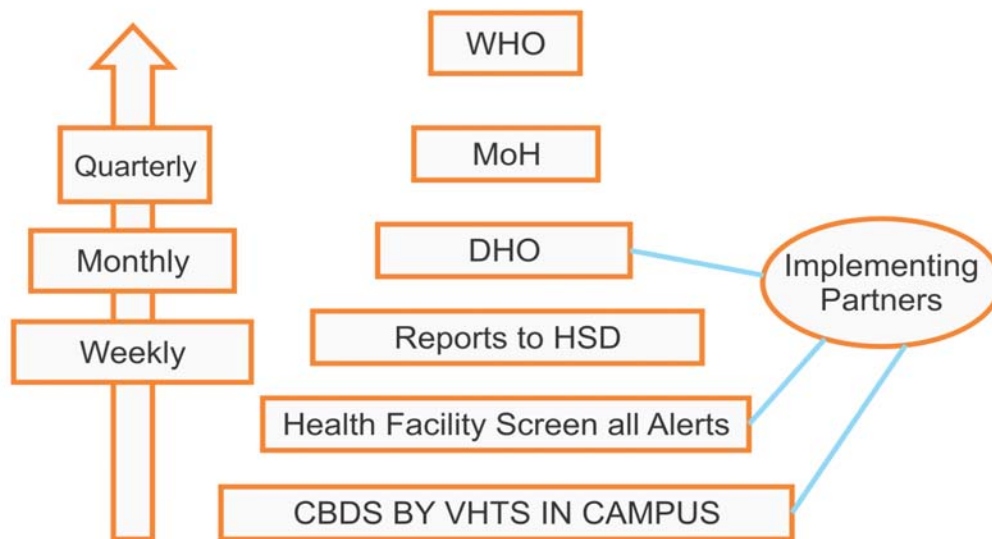 WHO
Quarterly
MoH
Monthly
DHO
Implementing
Partners
Weekly
Reports to HSD
Health Facility Screen all Alerts
CBDS BY VHTS IN CAMPUS